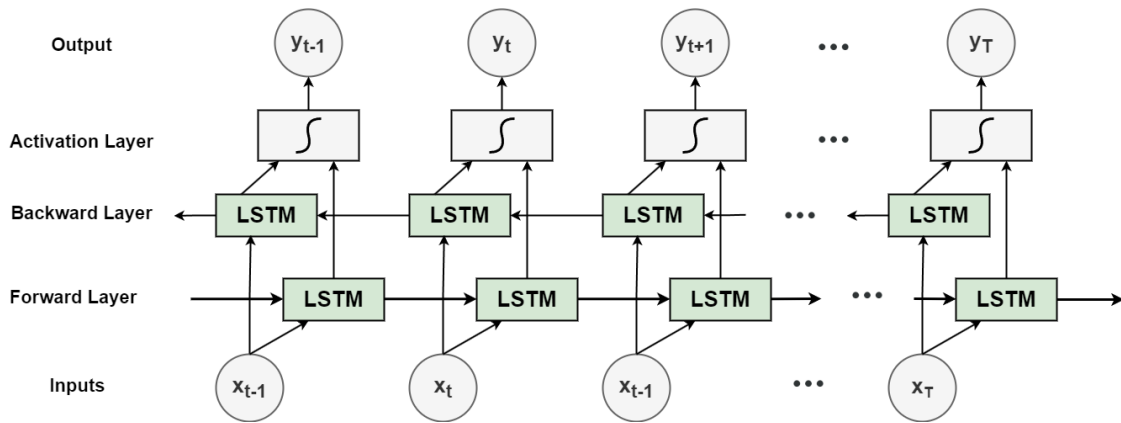 Output y_t-1 y_t y_t+1 ••• y_T
Activation Layer ∫ ∫ ∫ ••• ∫
Backward Layer LSTM LSTM LSTM ••• LSTM
Forward Layer LSTM LSTM LSTM ••• LSTM
Inputs x_t-1 x_t x_t-1 ••• x_T